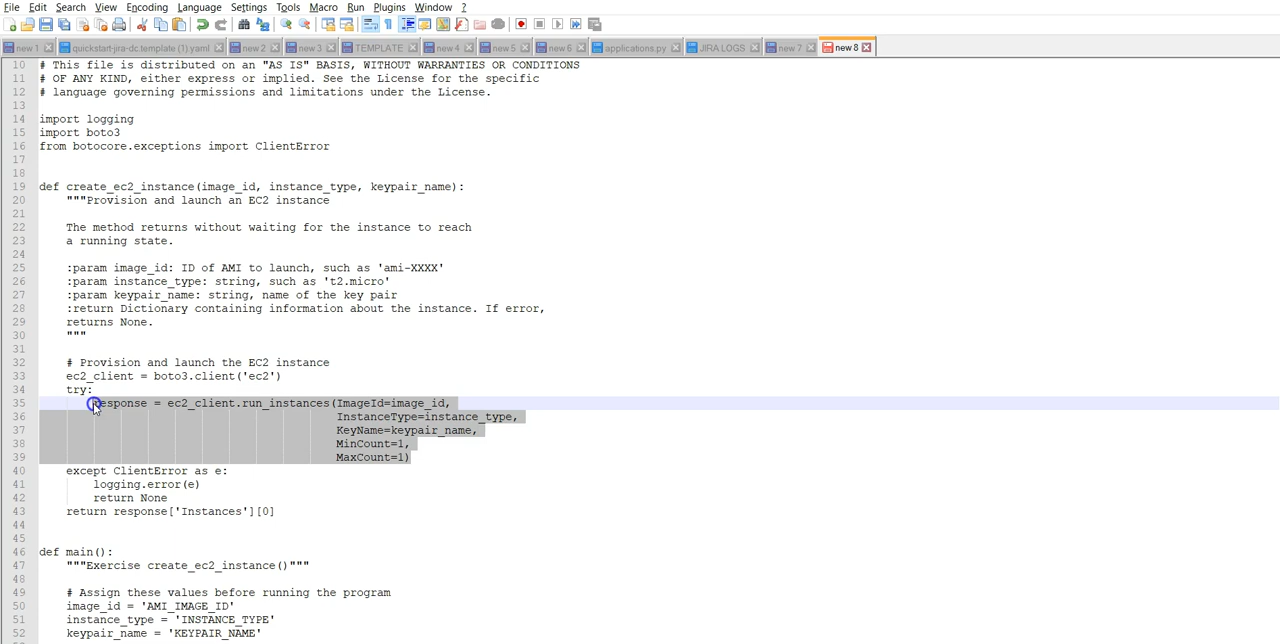 File Edit Search View Encoding Language Settings Tools Macro Run Plugins Window ?
new 1 quickstart-jira-dc.template (1).yaml new 2 new 3 TEMPLATE new 4 new 5 new 6 applications.py JIRA LOGS new 7 new 8
10 # This file is distributed on an "AS IS" BASIS, WITHOUT WARRANTIES OR CONDITIONS
11 # OF ANY KIND, either express or implied. See the License for the specific
12 # language governing permissions and limitations under the License.
13
14 import logging
15 import boto3
16 from botocore.exceptions import ClientError
17
18
19 def create_ec2_instance(image_id, instance_type, keypair_name):
20 """Provision and launch an EC2 instance
21
22 The method returns without waiting for the instance to reach
23 a running state.
24
25 :param image_id: ID of AMI to launch, such as 'ami-XXXX'
26 :param instance_type: string, such as 't2.micro'
27 :param keypair_name: string, name of the key pair
28 :return Dictionary containing information about the instance. If error,
29 returns None.
30 """
31
32 # Provision and launch the EC2 instance
33 ec2_client = boto3.client('ec2')
34 try:
35 response = ec2_client.run_instances(ImageId=image_id,
36 InstanceType=instance_type,
37 KeyName=keypair_name,
38 MinCount=1,
39 MaxCount=1)
40 except ClientError as e:
41 logging.error(e)
42 return None
43 return response['Instances'][0]
44
45
46 def main():
47 """Exercise create_ec2_instance()"""
48
49 # Assign these values before running the program
50 image_id = 'AMI_IMAGE_ID'
51 instance_type = 'INSTANCE_TYPE'
52 keypair_name = 'KEYPAIR_NAME'